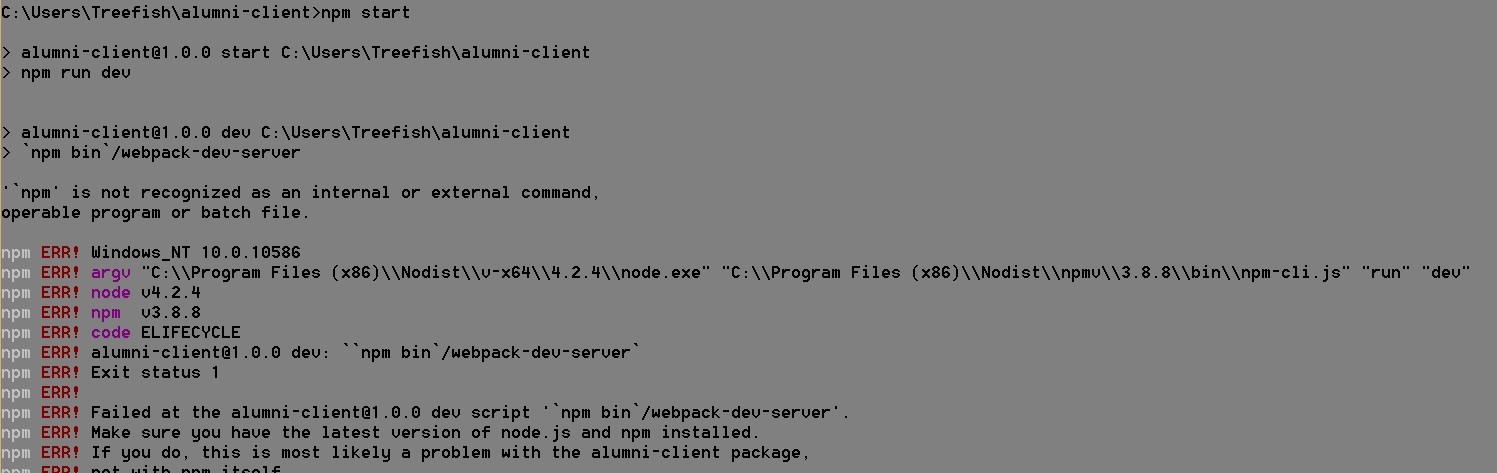 C:\Users\Treefish\alumni-client>npm start
> alumni-client@1.0.0 start C:\Users\Treefish\alumni-client
> npm run dev
> alumni-client@1.0.0 dev C:\Users\Treefish\alumni-client
> `npm bin`/webpack-dev-server
'`npm' is not recognized as an internal or external command,
operable program or batch file.
npm ERR! Windows_NT 10.0.10586
npm ERR! argv "C:\\Program Files (x86)\\Nodist\\v-x64\\4.2.4\\node.exe" "C:\\Program Files (x86)\\Nodist\\npmv\\3.8.8\\bin\\npm-cli.js" "run" "dev"
npm ERR! node v4.2.4
npm ERR! npm  v3.8.8
npm ERR! code ELIFECYCLE
npm ERR! alumni-client@1.0.0 dev: ``npm bin`/webpack-dev-server`
npm ERR! Exit status 1
npm ERR!
npm ERR! Failed at the alumni-client@1.0.0 dev script '`npm bin`/webpack-dev-server'.
npm ERR! Make sure you have the latest version of node.js and npm installed.
npm ERR! If you do, this is most likely a problem with the alumni-client package,
npm ERR! not with npm itself